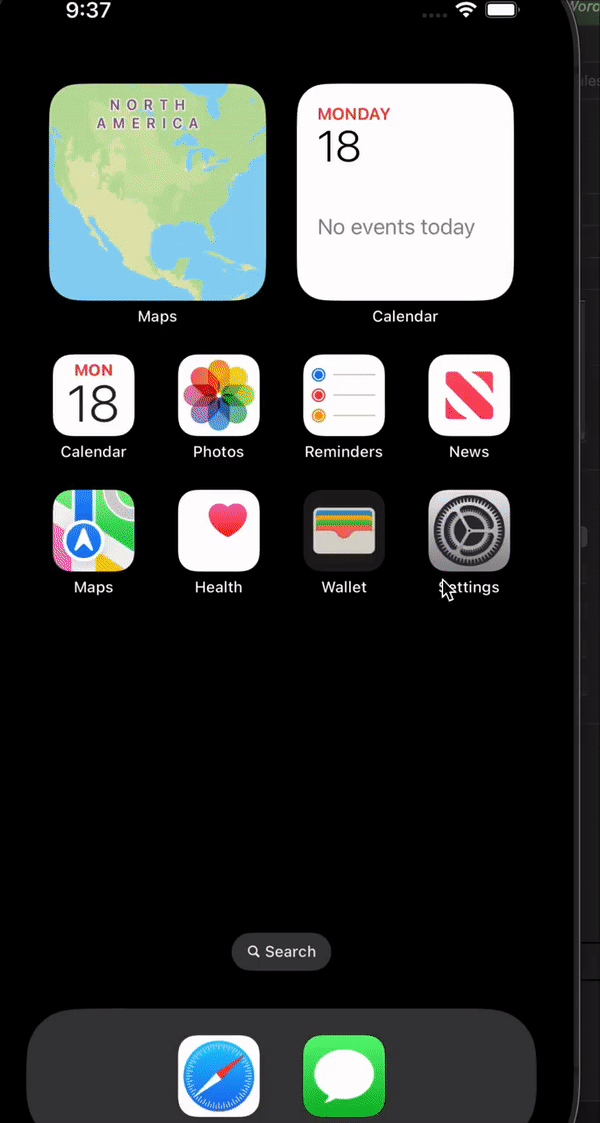 9:37
NORTH
AMERICA
MONDAY
18
No events today
Maps
Calendar
MON
18
Calendar
Photos
Reminders
News
Maps
Health
Wallet
Settings
Search